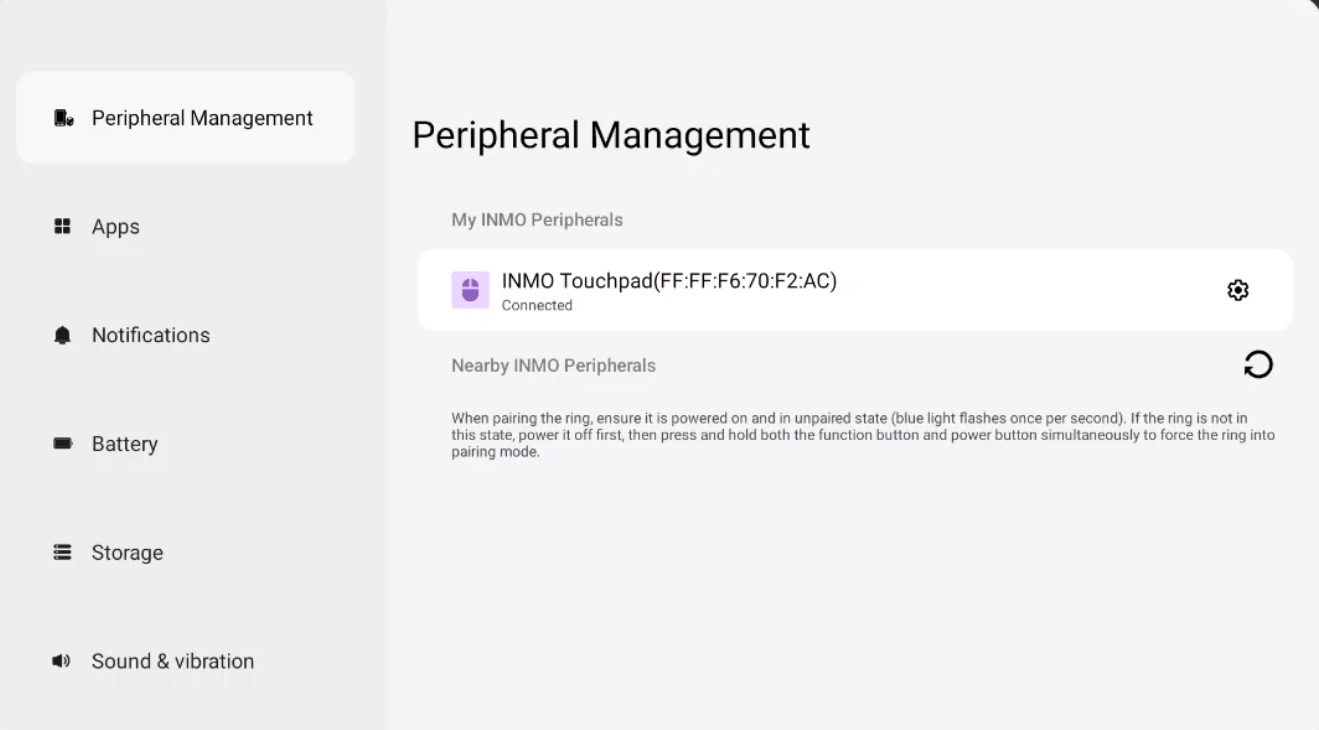 Peripheral Management
Apps
Notifications
Battery
Storage
Sound & vibration
Peripheral Management
My INMO Peripherals
INMO Touchpad(FF:FF:F6:70:F2:AC)
Connected
Nearby INMO Peripherals
When pairing the ring, ensure it is powered on and in unpaired state (blue light flashes once per second). If the ring is not in
this state, power it off first, then press and hold both the function button and power button simultaneously to force the ring into
pairing mode.